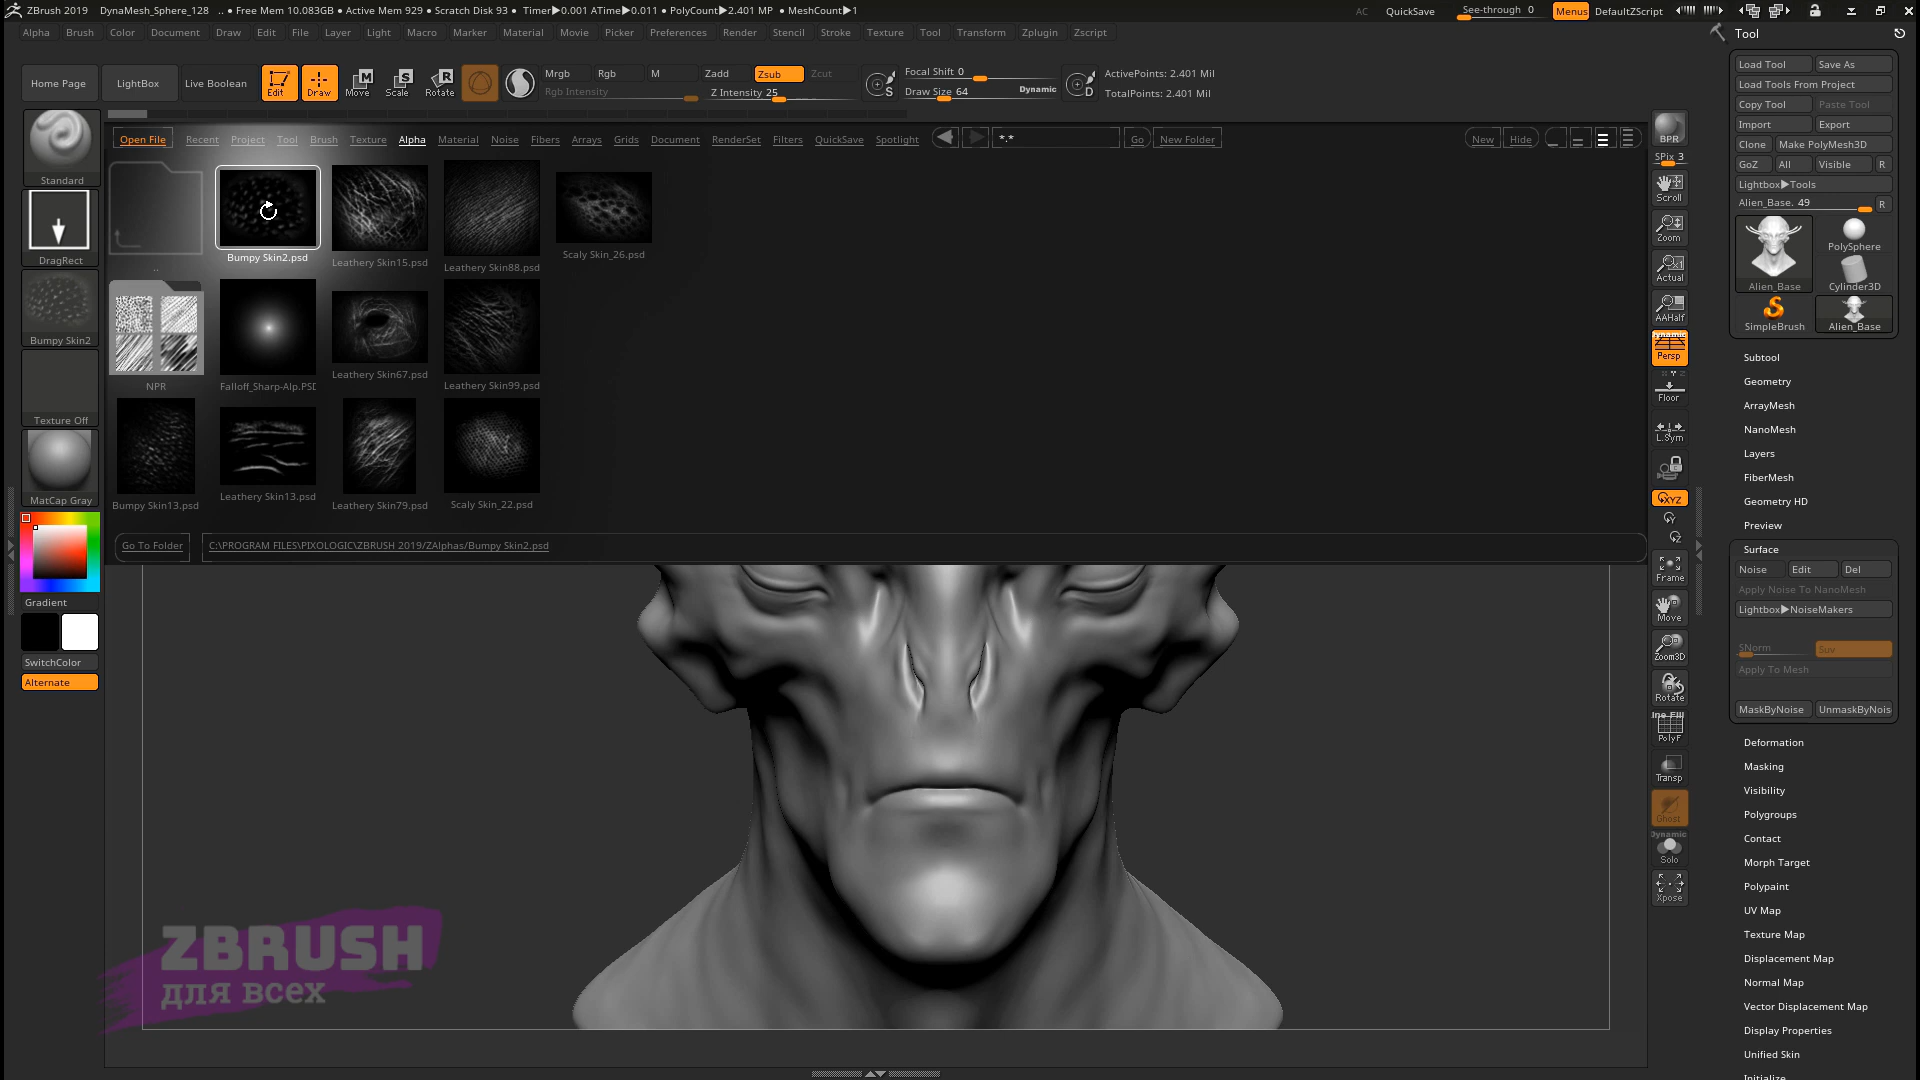 ZBrush 2019 DynaMesh_Sphere_128 .. • Free Mem 10.083GB • Active Mem 929 • Scratch Disk 93 • Timer▶0.001 ATime▶0.011 • PolyCount▶2.401 MP • MeshCount▶1
AC QuickSave See-through 0 Menus DefaultZScript
Alpha Brush Color Document Draw Edit File Layer Light Macro Marker Material Movie Picker Preferences Render Stencil Stroke Texture Tool Transform Zplugin Zscript
Tool
Home Page LightBox Live Boolean Edit Draw Move Scale Rotate
M S R
Mrgb Rgb M Zadd Zsub Zcut
Rgb Intensity Z Intensity 25
Focal Shift 0
Draw Size 64 Dynamic
S D
ActivePoints: 2.401 Mil
TotalPoints: 2.401 Mil
Open File Recent Project Tool Brush Texture Alpha Material Noise Fibers Arrays Grids Document RenderSet Filters QuickSave Spotlight *.* Go New Folder New Hide
Standard
DragRect
Bumpy Skin2
Texture Off
MatCap Gray
Gradient
SwitchColor
Alternate
..
Bumpy Skin2.psd
Leathery Skin15.psd
Leathery Skin88.psd
Scaly Skin_26.psd
NPR
Falloff_Sharp-Alp.PSD
Leathery Skin67.psd
Leathery Skin99.psd
Bumpy Skin13.psd
Leathery Skin13.psd
Leathery Skin79.psd
Scaly Skin_22.psd
Go To Folder C:\PROGRAM FILES\PIXOLOGIC\ZBRUSH 2019/ZAlphas/Bumpy Skin2.psd
ZBRUSH
для всех
BPR
SPix 3
Scroll
Zoom
Actual
AAHalf
Dynamic
Persp
Floor
L.Sym
XYZ
Y
Z
Frame
Move
Zoom3D
Rotate
Line Fill
PolyF
Transp
Ghost
Dynamic
Solo
Xpose
Load Tool Save As
Load Tools From Project
Copy Tool Paste Tool
Import Export
Clone Make PolyMesh3D
GoZ All Visible R
Lightbox▶Tools
Alien_Base. 49 R
Alien_Base
PolySphere
Cylinder3D
SimpleBrush
Alien_Base
Subtool
Geometry
ArrayMesh
NanoMesh
Layers
FiberMesh
Geometry HD
Preview
Surface
Noise Edit Del
Apply Noise To NanoMesh
Lightbox▶NoiseMakers
SNorm Suv
Apply To Mesh
MaskByNoise UnmaskByNois
Deformation
Masking
Visibility
Polygroups
Contact
Morph Target
Polypaint
UV Map
Texture Map
Displacement Map
Normal Map
Vector Displacement Map
Display Properties
Unified Skin
Initialize